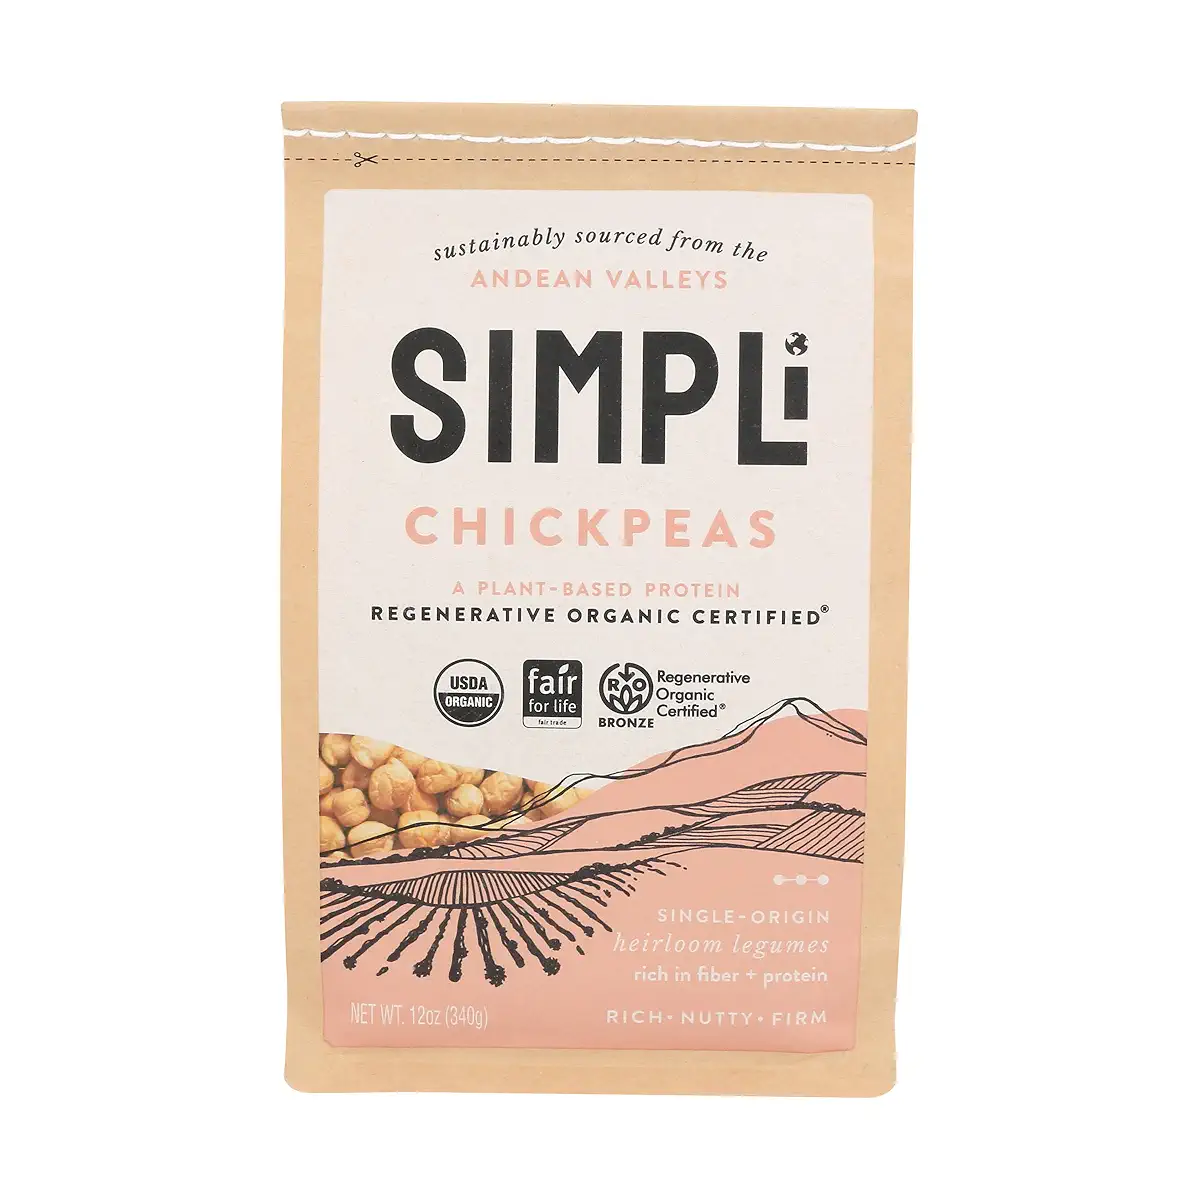 sustainably sourced from the
ANDEAN VALLEYS
SIMPLi
CHICKPEAS
A PLANT-BASED PROTEIN
REGENERATIVE ORGANIC CERTIFIED®
USDA
ORGANIC
fair
for life
fair trade
RO
BRONZE
Regenerative
Organic
Certified®
SINGLE-ORIGIN
heirloom legumes
rich in fiber + protein
NET WT. 12oz (340g)
RICH • NUTTY • FIRM